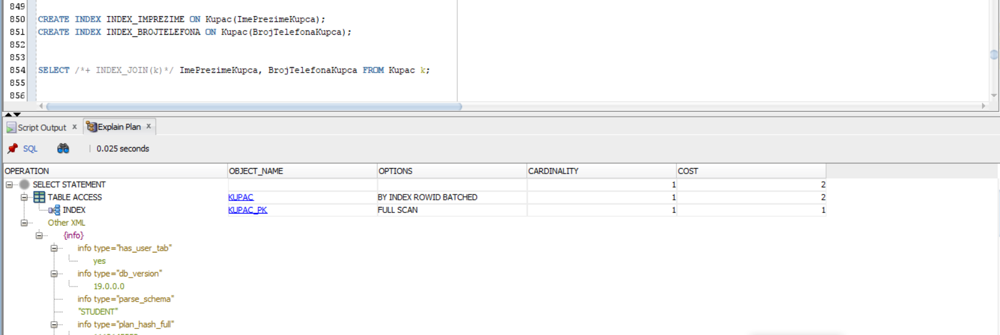 849
850 CREATE INDEX INDEX_IMPREZIME ON Kupac(ImePrezimeKupca);
851 CREATE INDEX INDEX_BROJTELEFONA ON Kupac(BrojTelefonaKupca);
852
853
854 SELECT /*+ INDEX_JOIN(k)*/ ImePrezimeKupca, BrojTelefonaKupca FROM Kupac k;
855
856
Script Output x Explain Plan x
SQL | 0.025 seconds
OPERATION OBJECT_NAME OPTIONS CARDINALITY COST
SELECT STATEMENT 1 2
TABLE ACCESS KUPAC BY INDEX ROWID BATCHED 1 2
INDEX KUPAC_PK FULL SCAN 1 1
Other XML
{info}
info type="has_user_tab"
yes
info type="db_version"
19.0.0.0
info type="parse_schema"
"STUDENT"
info type="plan_hash_full"